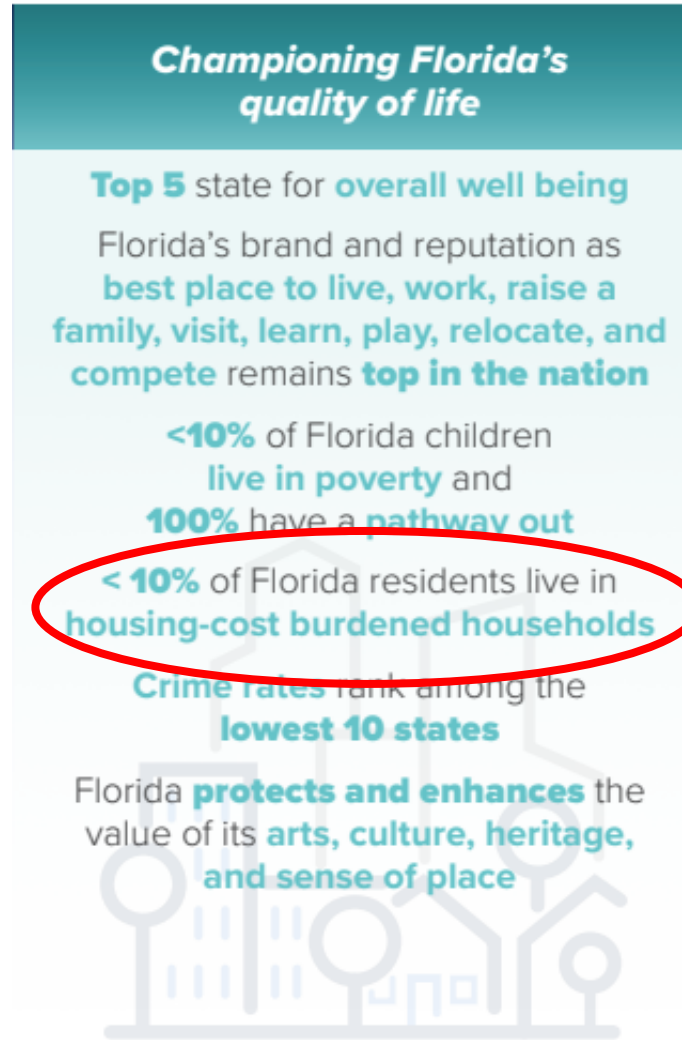 Championing Florida's
quality of life
Top 5 state for overall well being
Florida's brand and reputation as
best place to live, work, raise a
family, visit, learn, play, relocate, and
compete remains top in the nation
<10% of Florida children
live in poverty and
100% have a pathway out
< 10% of Florida residents live in
housing-cost burdened households
Crime rates rank among the
lowest 10 states
Florida protects and enhances the
value of its arts, culture, heritage,
and sense of place